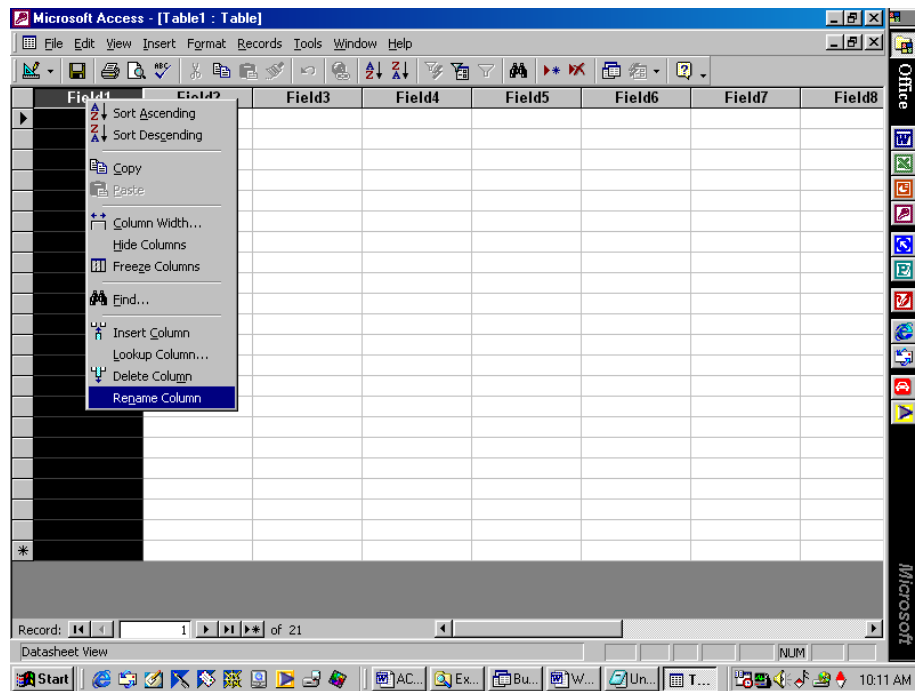 Microsoft Access - [Table1 : Table]
File Edit View Insert Format Records Tools Window Help
Field1 Field2 Field3 Field4 Field5 Field6 Field7 Field8
Sort Ascending
Sort Descending
Copy
Paste
Column Width...
Hide Columns
Freeze Columns
Find...
Insert Column
Lookup Column...
Delete Column
Rename Column
Office
Microsoft
Record: 1 of 21
Datasheet View NUM
Start AC... Ex... Bu... W... Un... T... 10:11 AM